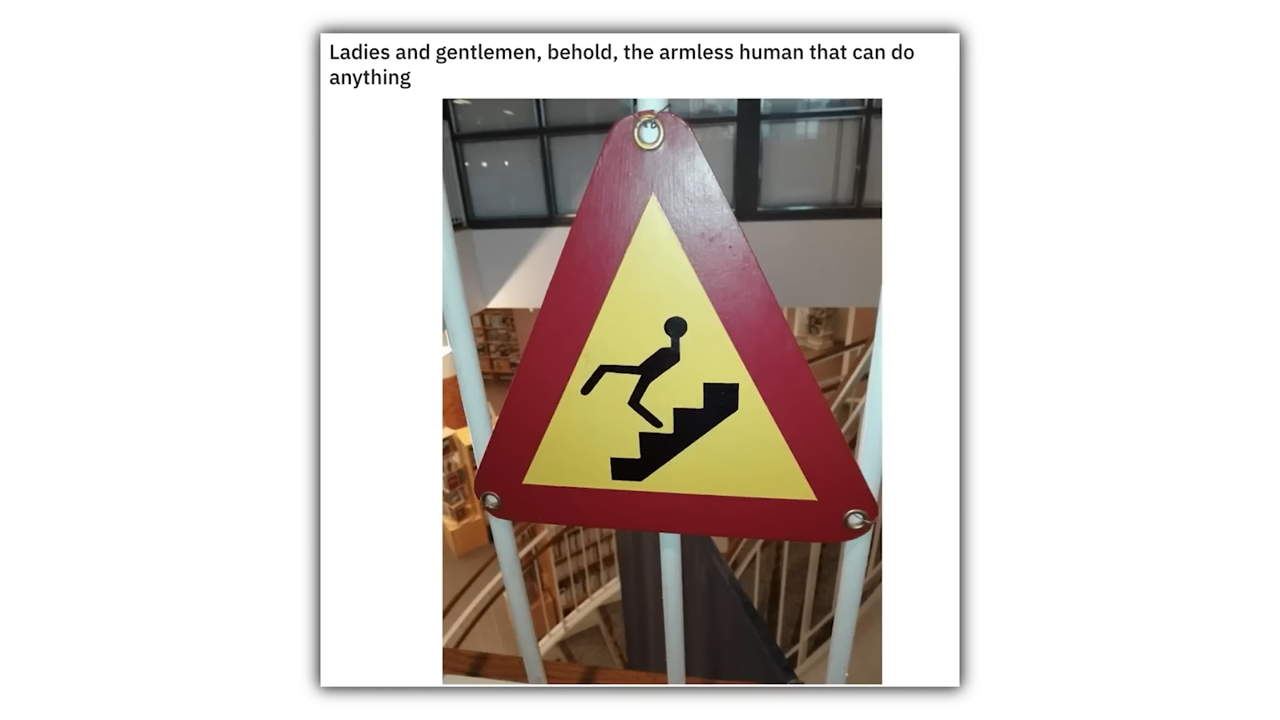 Ladies and gentlemen, behold, the armless human that can do
anything